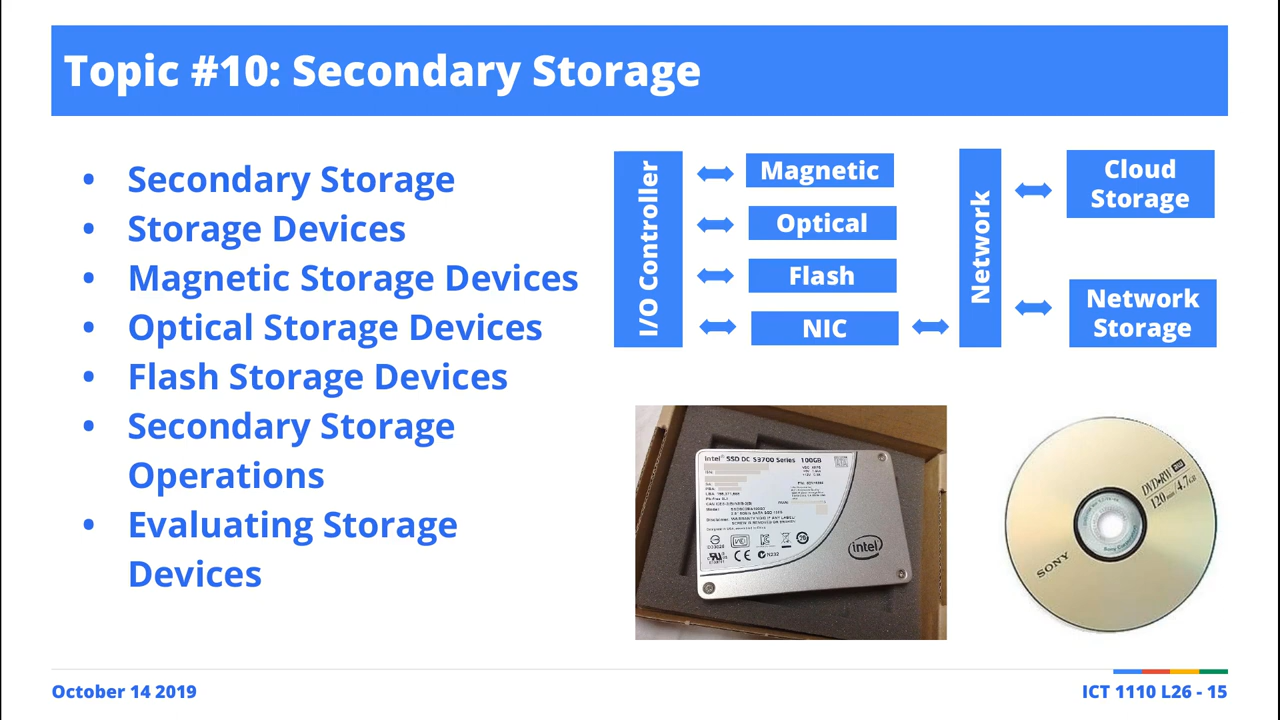 Topic #10: Secondary Storage
• Secondary Storage
• Storage Devices
• Magnetic Storage Devices
• Optical Storage Devices
• Flash Storage Devices
• Secondary Storage
Operations
• Evaluating Storage
Devices
I/O Controller
Magnetic
Optical
Flash
NIC
Network
Cloud
Storage
Network
Storage
Intel® SSD DC S3700 Series 100GB
intel
DVD+RW
120min/4.7GB
SONY
October 14 2019
ICT 1110 L26 - 15